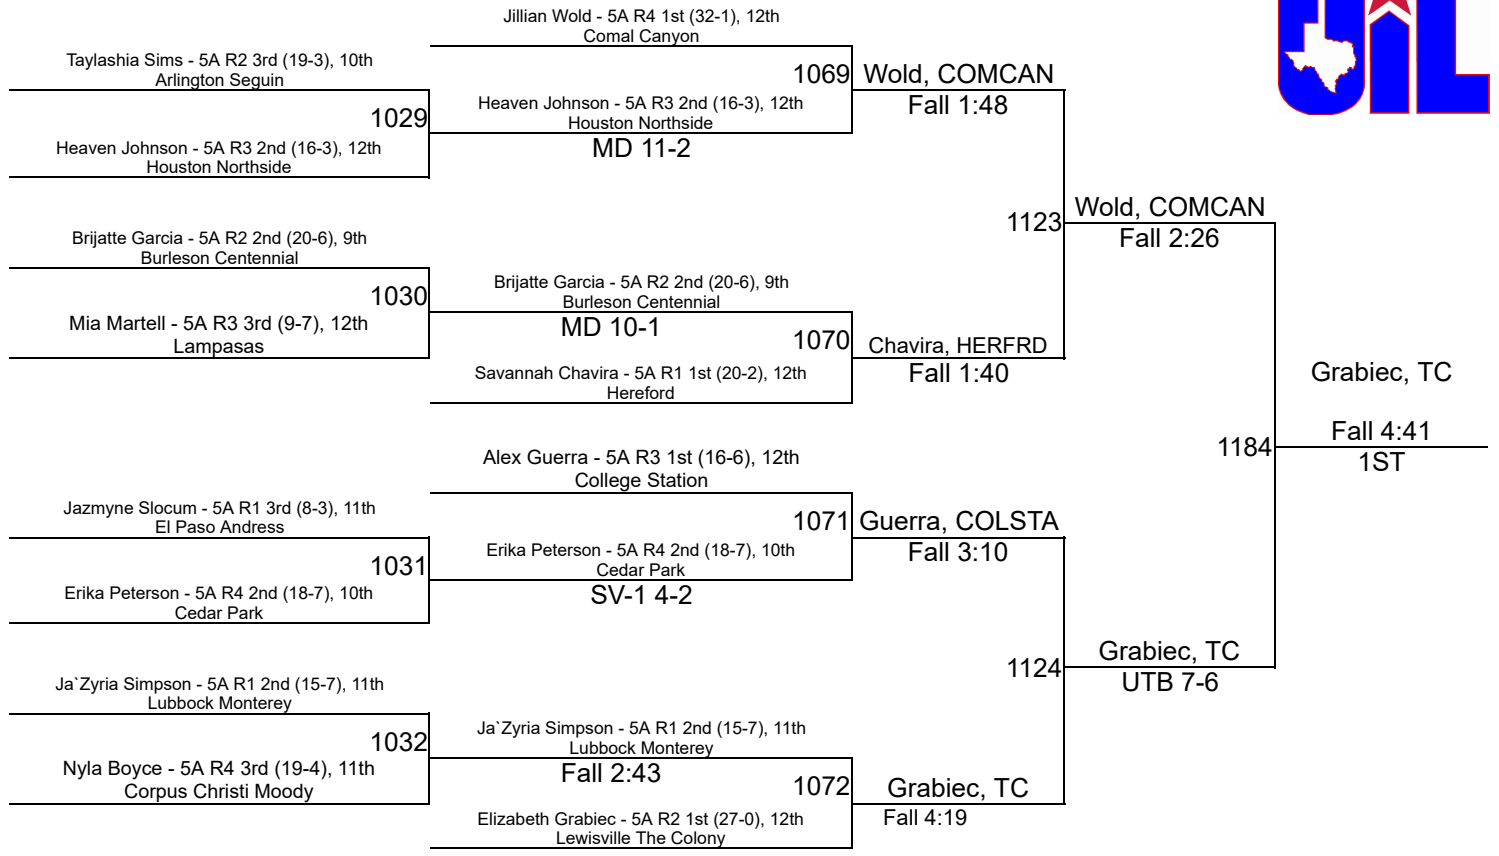 Jillian Wold - 5A R4 1st (32-1), 12th
Comal Canyon
Taylashia Sims - 5A R2 3rd (19-3), 10th
Arlington Seguin
1069
Wold, COMCAN
Fall 1:48
1029
Heaven Johnson - 5A R3 2nd (16-3), 12th
Houston Northside
MD 11-2
Heaven Johnson - 5A R3 2nd (16-3), 12th
Houston Northside
1123
Wold, COMCAN
Fall 2:26
Brijatte Garcia - 5A R2 2nd (20-6), 9th
Burleson Centennial
1030
Brijatte Garcia - 5A R2 2nd (20-6), 9th
Burleson Centennial
MD 10-1
Mia Martell - 5A R3 3rd (9-7), 12th
Lampasas
1070
Chavira, HERFRD
Fall 1:40
Savannah Chavira - 5A R1 1st (20-2), 12th
Hereford
Grabiec, TC
Fall 4:41
1184
1ST
Alex Guerra - 5A R3 1st (16-6), 12th
College Station
Jazmyne Slocum - 5A R1 3rd (8-3), 11th
El Paso Andress
1071
Guerra, COLSTA
Fall 3:10
1031
Erika Peterson - 5A R4 2nd (18-7), 10th
Cedar Park
SV-1 4-2
Erika Peterson - 5A R4 2nd (18-7), 10th
Cedar Park
1124
Grabiec, TC
UTB 7-6
Ja`Zyria Simpson - 5A R1 2nd (15-7), 11th
Lubbock Monterey
1032
Ja`Zyria Simpson - 5A R1 2nd (15-7), 11th
Lubbock Monterey
Fall 2:43
Nyla Boyce - 5A R4 3rd (19-4), 11th
Corpus Christi Moody
1072
Grabiec, TC
Fall 4:19
Elizabeth Grabiec - 5A R2 1st (27-0), 12th
Lewisville The Colony
UIL